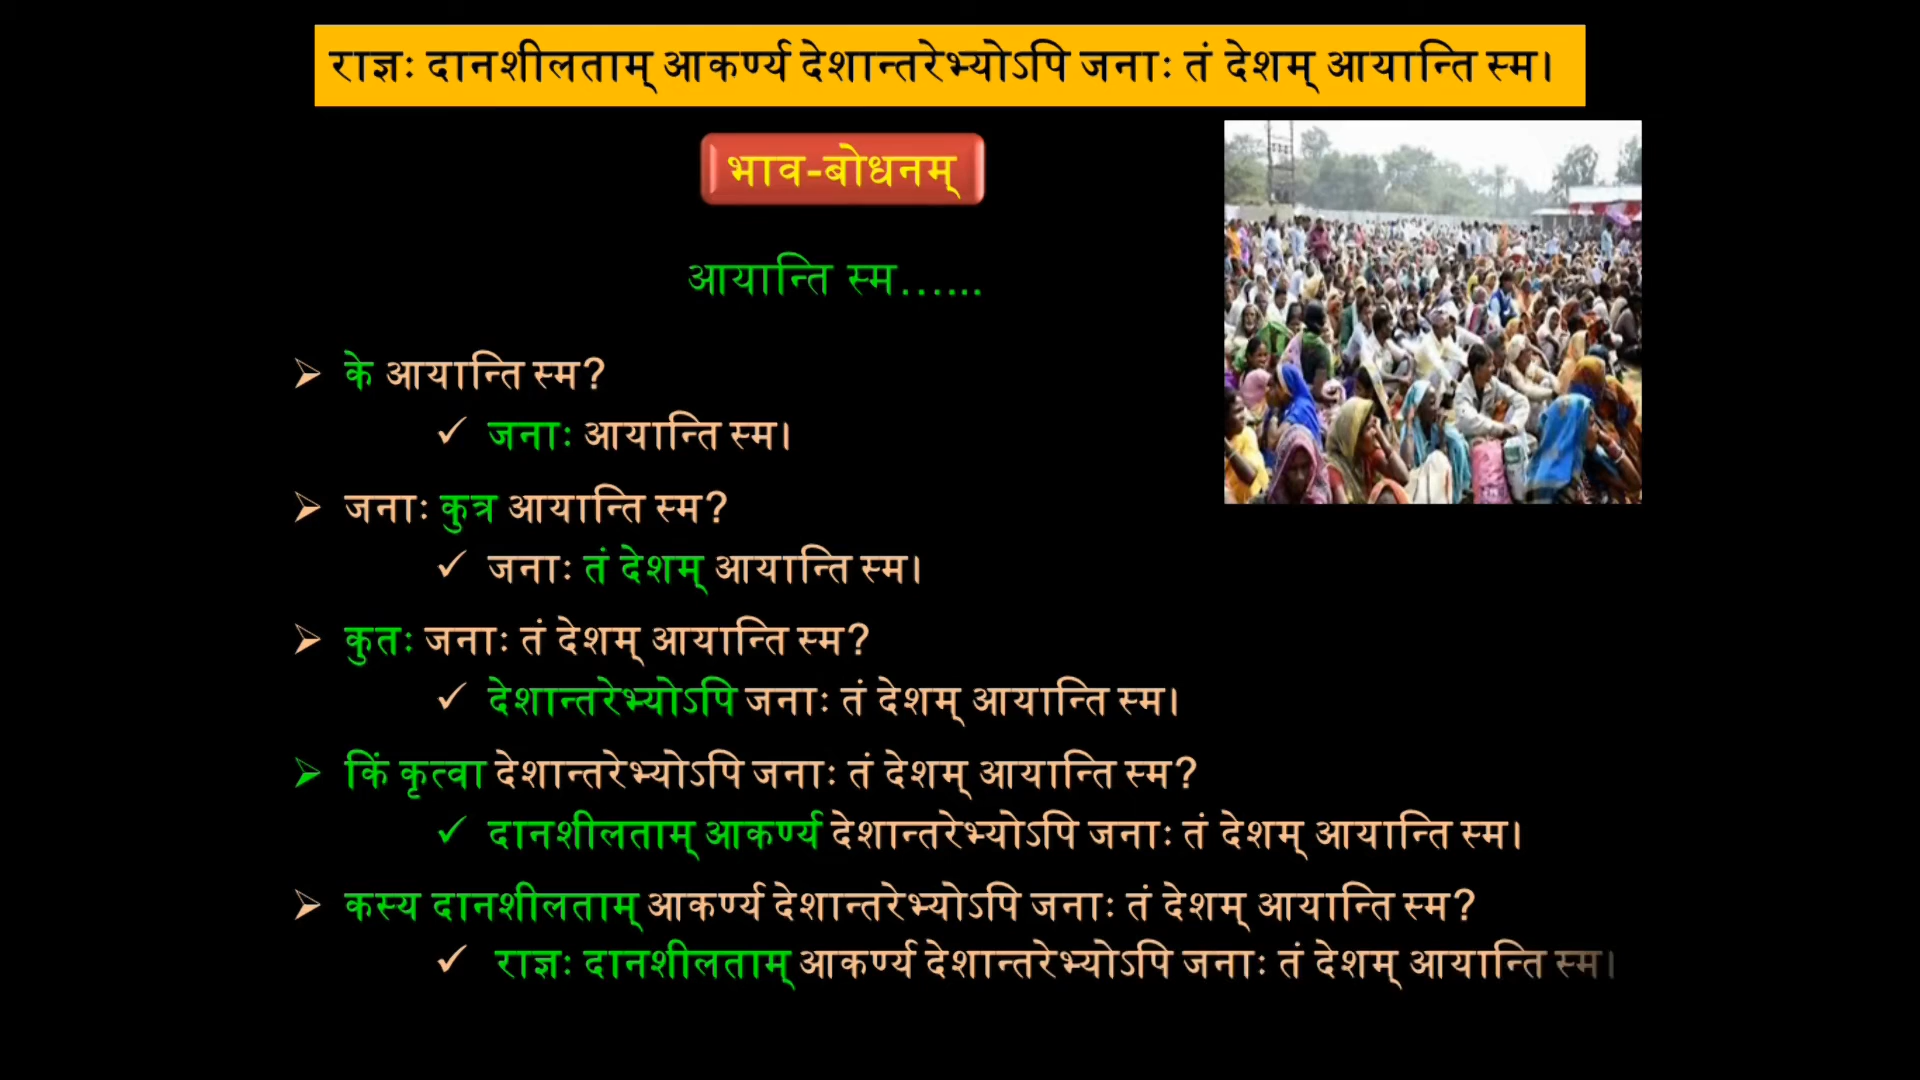 राज्ञः दानशीलताम् आकर्ण्य देशान्तरेभ्योऽपि जनाः तं देशम् आयान्ति स्म।
भाव-बोधनम्
आयान्ति स्म......
➢ के आयान्ति स्म?
✓ जनाः आयान्ति स्म।
➢ जनाः कुत्र आयान्ति स्म?
✓ जनाः तं देशम् आयान्ति स्म।
➢ कुतः जनाः तं देशम् आयान्ति स्म?
✓ देशान्तरेभ्योऽपि जनाः तं देशम् आयान्ति स्म।
➢ किं कृत्वा देशान्तरेभ्योऽपि जनाः तं देशम् आयान्ति स्म?
✓ दानशीलताम् आकर्ण्य देशान्तरेभ्योऽपि जनाः तं देशम् आयान्ति स्म।
➢ कस्य दानशीलताम् आकर्ण्य देशान्तरेभ्योऽपि जनाः तं देशम् आयान्ति स्म?
✓ राज्ञः दानशीलताम् आकर्ण्य देशान्तरेभ्योऽपि जनाः तं देशम् आयान्ति स्म।